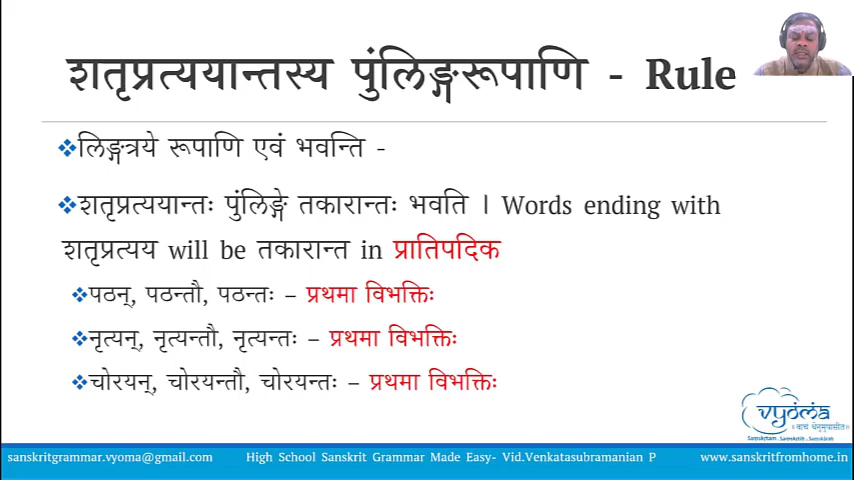 शतृप्रत्ययान्तस्य पुंलिङ्गरूपाणि - Rule
लिङ्गत्रये रूपाणि एवं भवन्ति -
शतृप्रत्ययान्तः पुंलिङ्गे तकारान्तः भवति । Words ending with
शतृप्रत्यय will be तकारान्त in प्रातिपदिक
पठन्, पठन्तौ, पठन्तः – प्रथमा विभक्तिः
नृत्यन्, नृत्यन्तौ, नृत्यन्तः – प्रथमा विभक्तिः
चोरयन्, चोरयन्तौ, चोरयन्तः – प्रथमा विभक्तिः
vyoma
॥ वाचं धेनुमुपासीत॥
Samskrtam - Samskriti - Samskaram
sanskritgrammar.vyoma@gmail.com High School Sanskrit Grammar Made Easy- Vid.Venkatasubramanian P www.sanskritfromhome.in